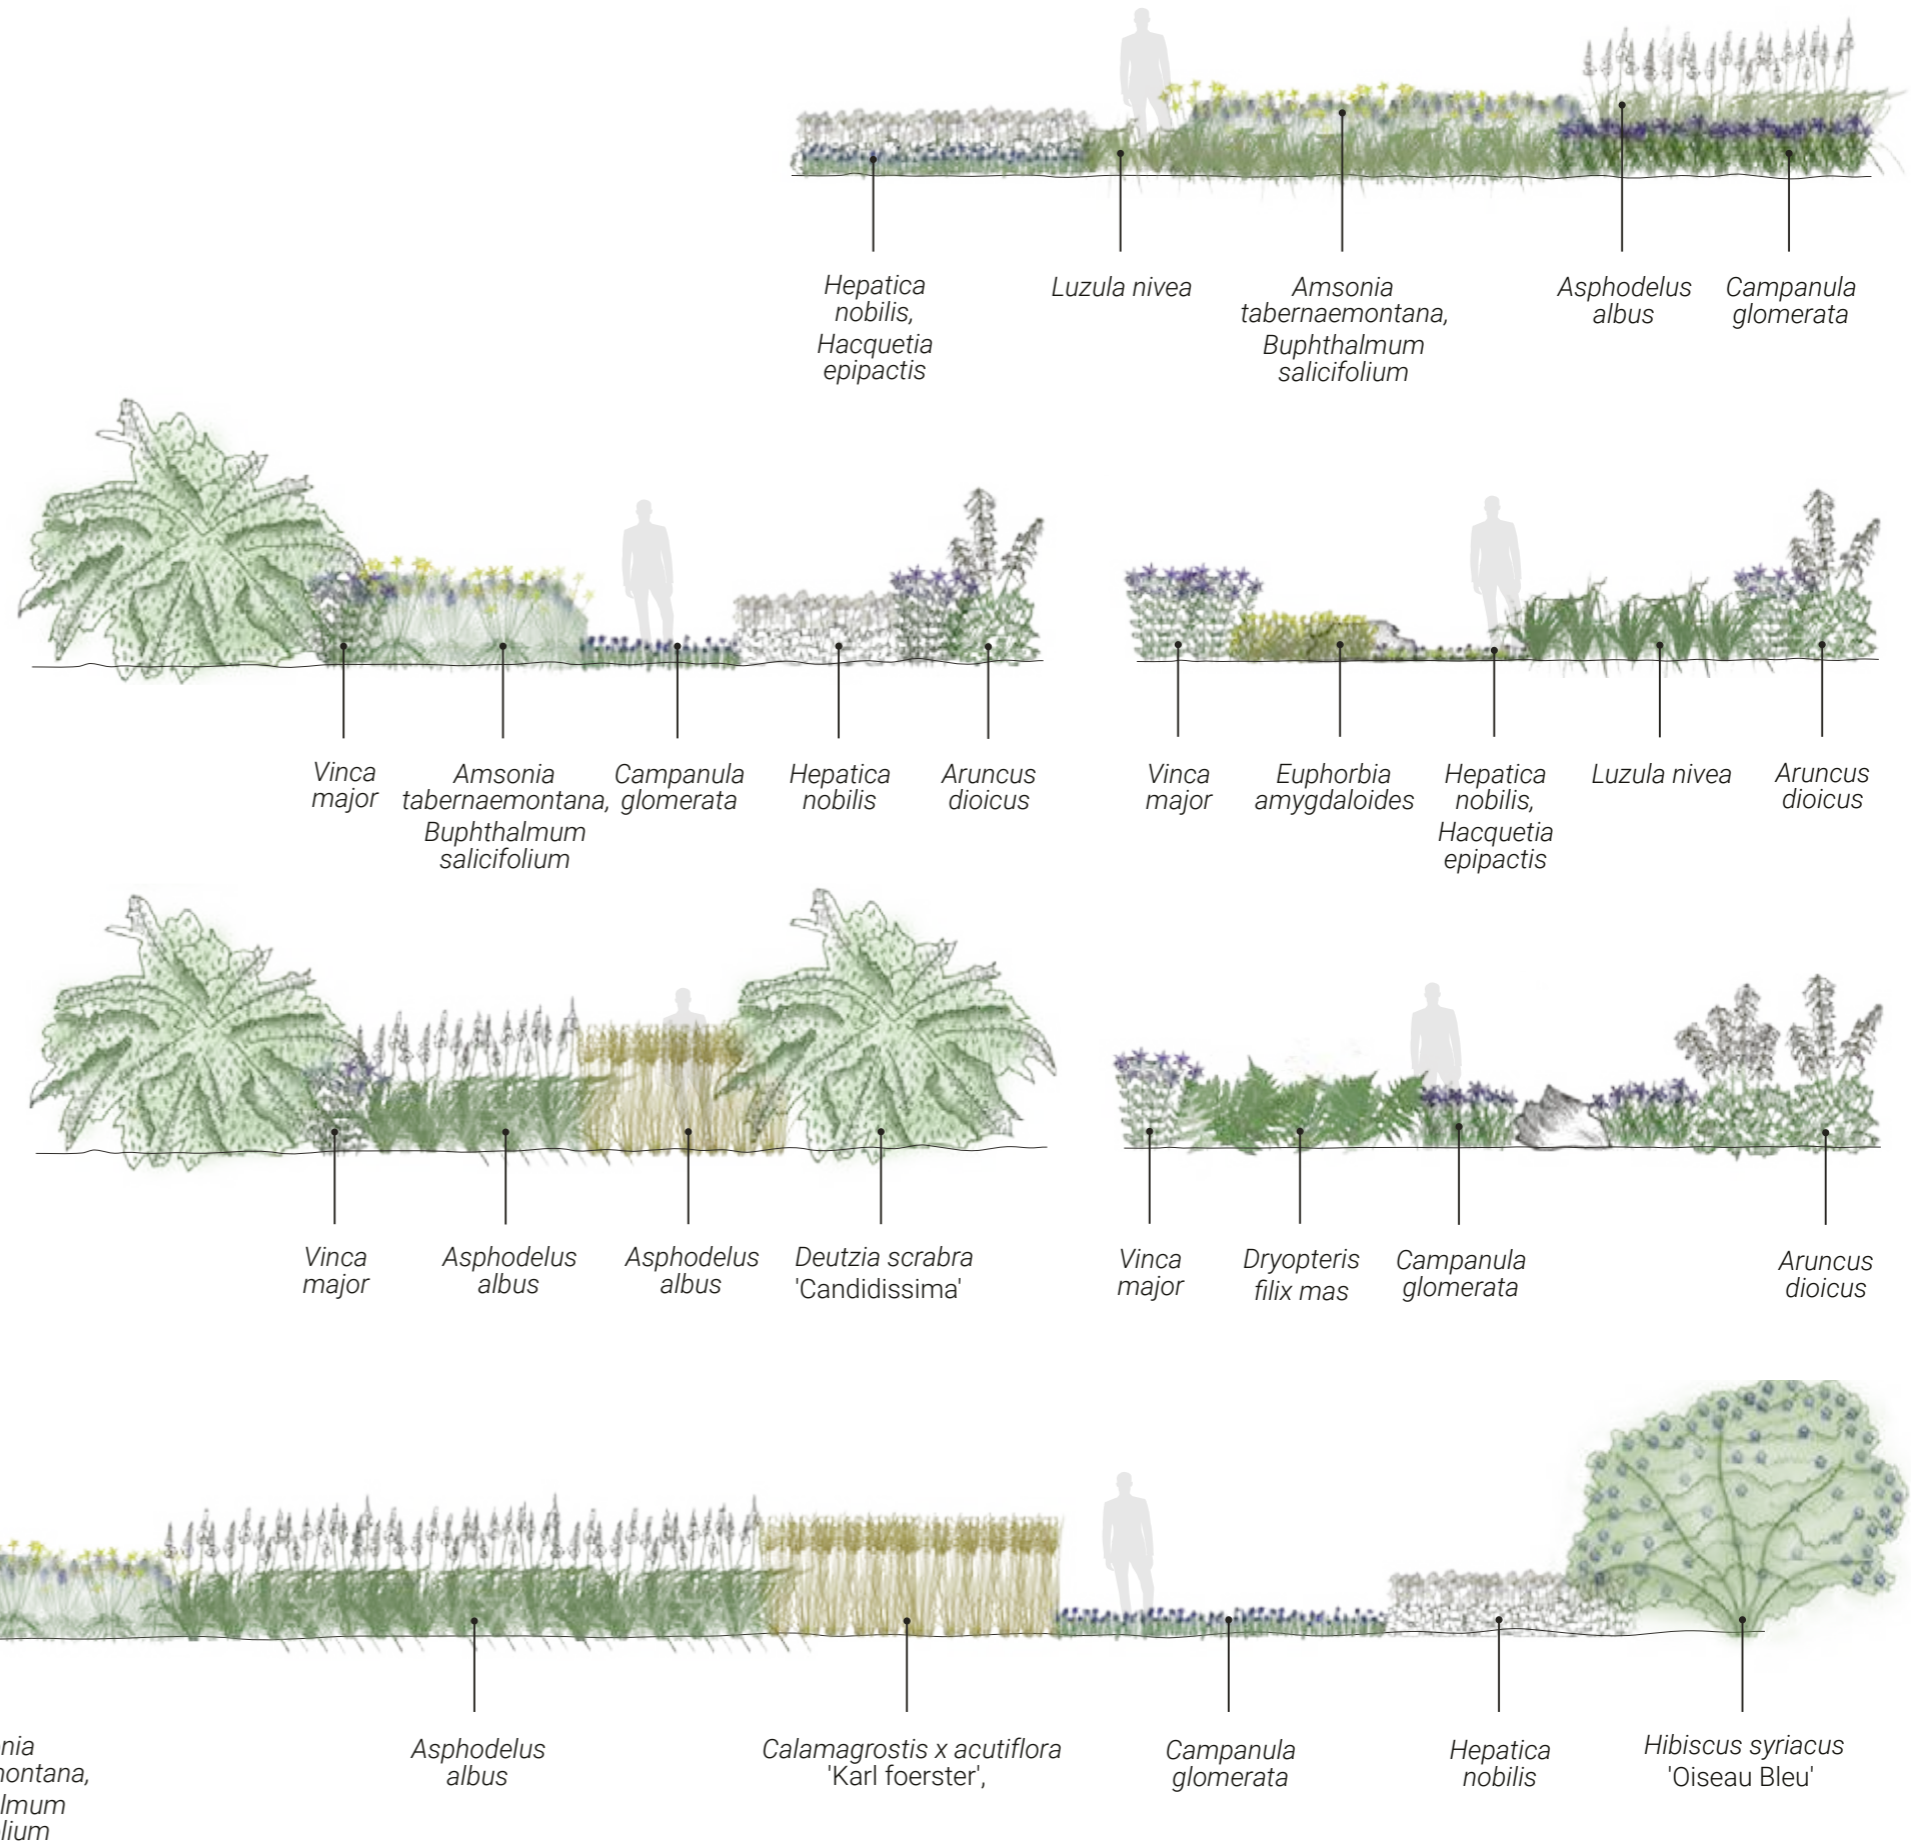 Hepatica
nobilis,
Hacquetia
epipactis
Luzula nivea
Amsonia
tabernaemontana,
Buphthalmum
salicifolium
Asphodelus
albus
Campanula
glomerata
Vinca
major
Amsonia
tabernaemontana,
Buphthalmum
salicifolium
Campanula
glomerata
Hepatica
nobilis
Aruncus
dioicus
Vinca
major
Euphorbia
amygdaloides
Hepatica
nobilis,
Hacquetia
epipactis
Luzula nivea
Aruncus
dioicus
Vinca
major
Asphodelus
albus
Asphodelus
albus
Deutzia scrabra
'Candidissima'
Vinca
major
Dryopteris
filix mas
Campanula
glomerata
Aruncus
dioicus
nia
ontana,
lmum
lium
Asphodelus
albus
Calamagrostis x acutiflora
'Karl foerster',
Campanula
glomerata
Hepatica
nobilis
Hibiscus syriacus
'Oiseau Bleu'